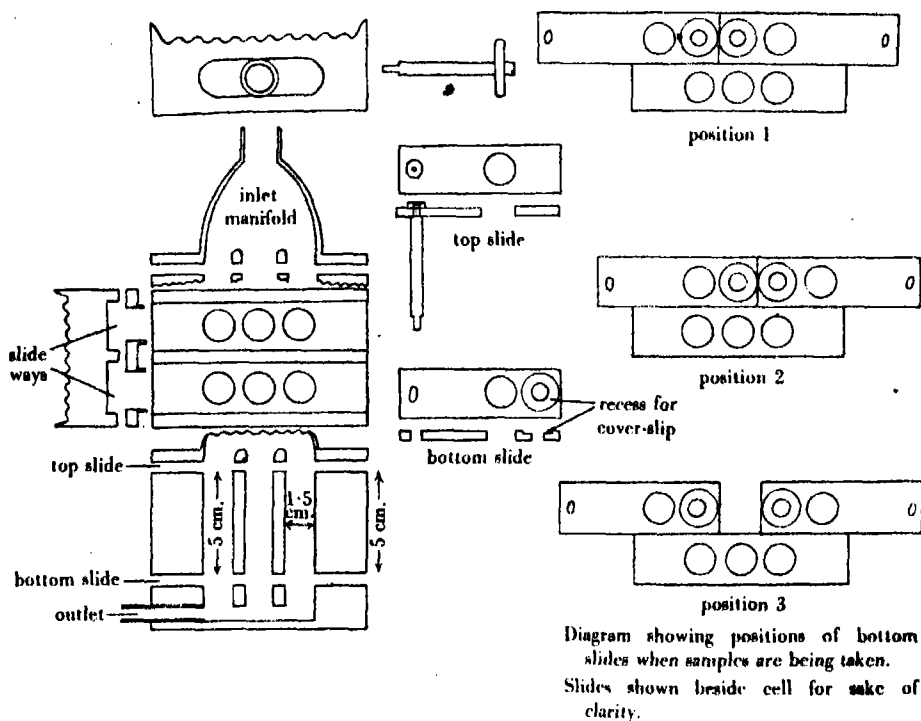 inlet
manifold
top slide
slide
ways
bottom slide
recess for
cover-slip
top slide
5 cm.
1·5
cm.
5 cm.
bottom slide
outlet
position 1
position 2
position 3
Diagram showing positions of bottom
slides when samples are being taken.
Slides shown beside cell for sake of
clarity.